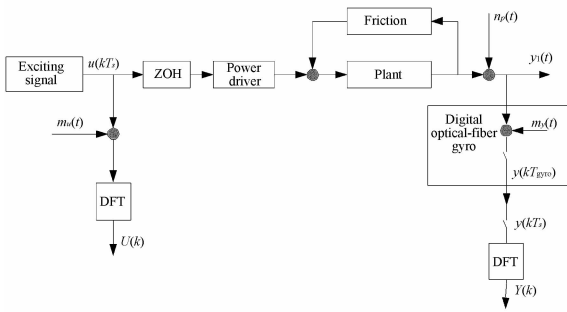 Exciting
signal
u(kTs)
ZOH
Power
driver
Friction
Plant
np(t)
y1(t)
mu(t)
DFT
U(k)
Digital
optical-fiber
gyro
my(t)
y(kTgyro)
y(kTs)
DFT
Y(k)